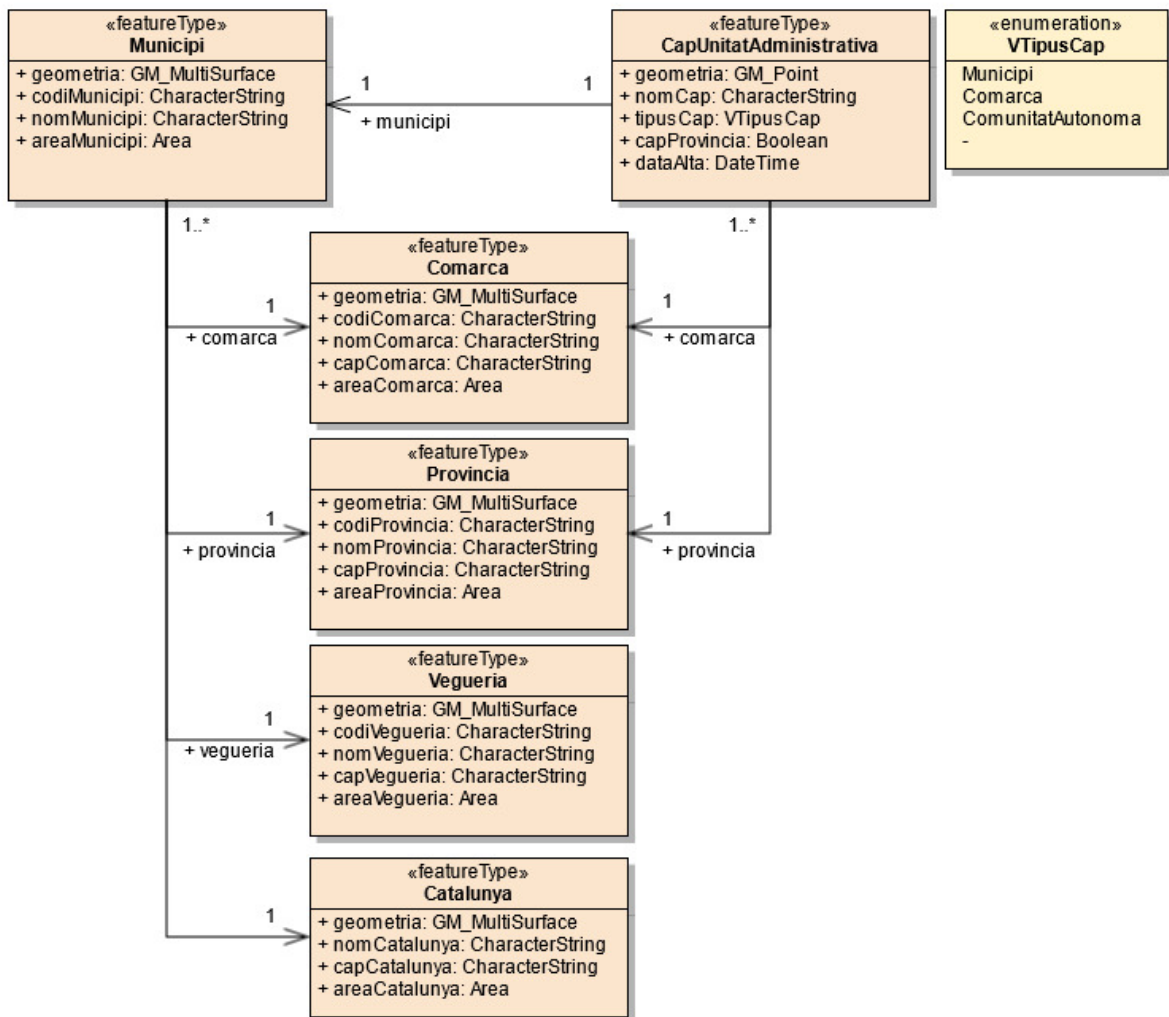 «featureType»
Municipi
+ geometria: GM_MultiSurface
+ codiMunicipi: CharacterString
+ nomMunicipi: CharacterString
+ areaMunicipi: Area
1
+ municipi
1
«featureType»
CapUnitatAdministrativa
+ geometria: GM_Point
+ nomCap: CharacterString
+ tipusCap: VTipusCap
+ capProvincia: Boolean
+ dataAlta: DateTime
«enumeration»
VTipusCap
Municipi
Comarca
ComunitatAutonoma
-
1..*
1..*
«featureType»
Comarca
+ geometria: GM_MultiSurface
+ codiComarca: CharacterString
+ nomComarca: CharacterString
+ capComarca: CharacterString
+ areaComarca: Area
1
+ comarca
1
+ comarca
«featureType»
Provincia
+ geometria: GM_MultiSurface
+ codiProvincia: CharacterString
+ nomProvincia: CharacterString
+ capProvincia: CharacterString
+ areaProvincia: Area
1
+ provincia
1
+ provincia
«featureType»
Vegueria
+ geometria: GM_MultiSurface
+ codiVegueria: CharacterString
+ nomVegueria: CharacterString
+ capVegueria: CharacterString
+ areaVegueria: Area
1
+ vegueria
«featureType»
Catalunya
+ geometria: GM_MultiSurface
+ nomCatalunya: CharacterString
+ capCatalunya: CharacterString
+ areaCatalunya: Area
1